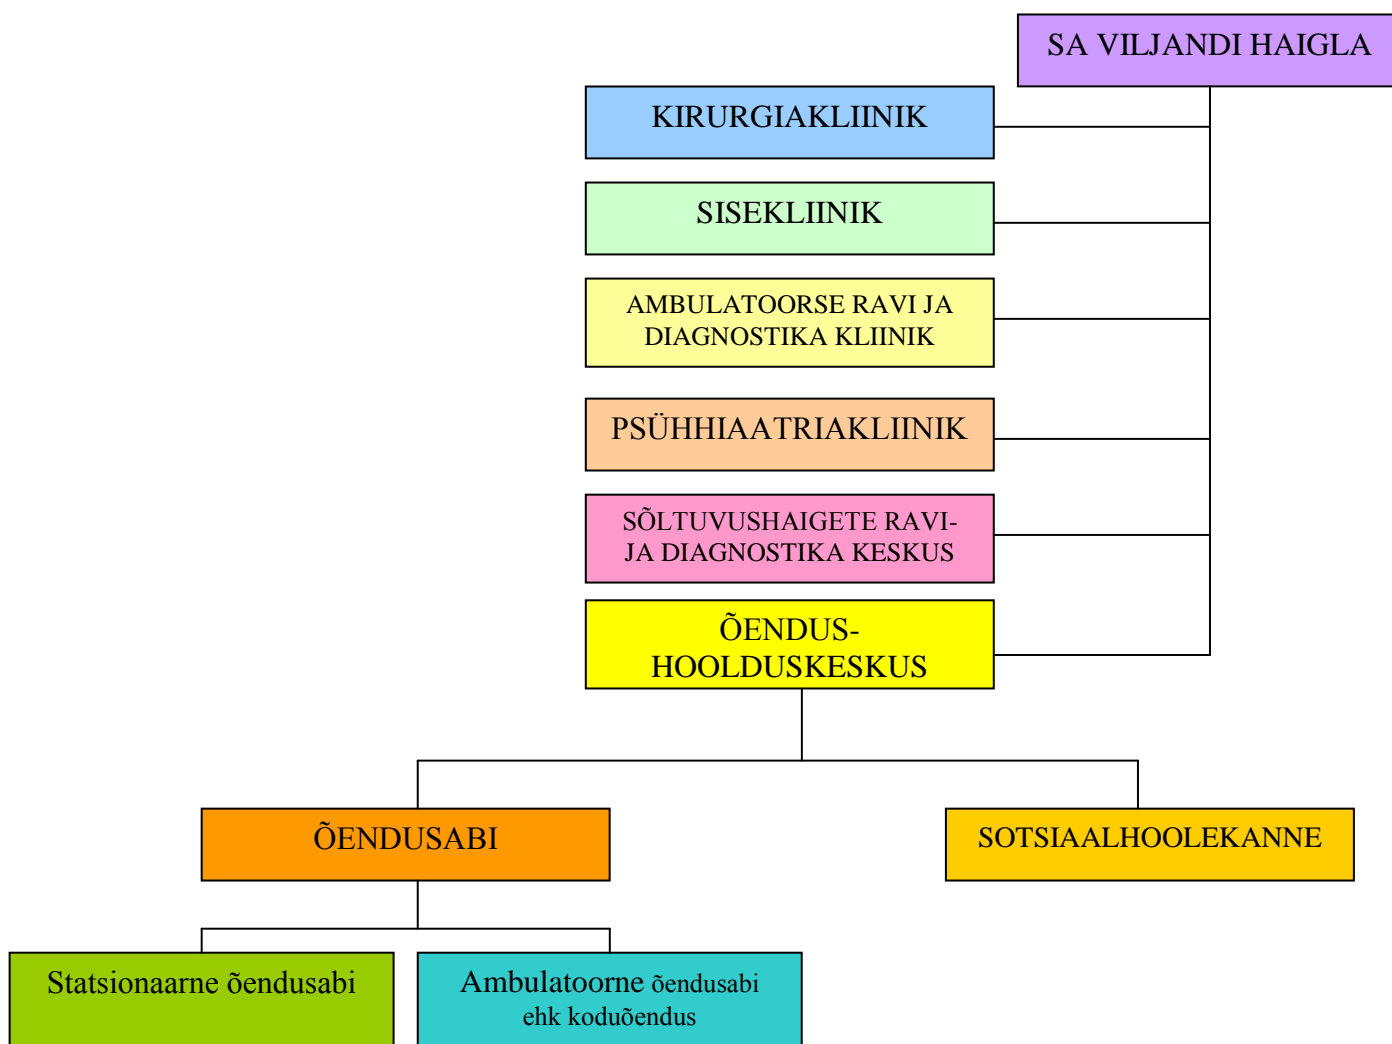 SA VILJANDI HAIGLA
KIRURGIAKLIINIK
SISEKLIINIK
AMBULATOORSE RAVI JA
DIAGNOSTIKA KLIINIK
PSÜHHIAATRIAKLIINIK
SÕLTUVUSHAIGETE RAVI-
JA DIAGNOSTIKA KESKUS
ÕENDUS-
HOOLDUSKESKUS
ÕENDUSABI
SOTSIAALHOOLEKANNE
Statsionaarne õendusabi
Ambulatoorne õendusabi
ehk koduõendus